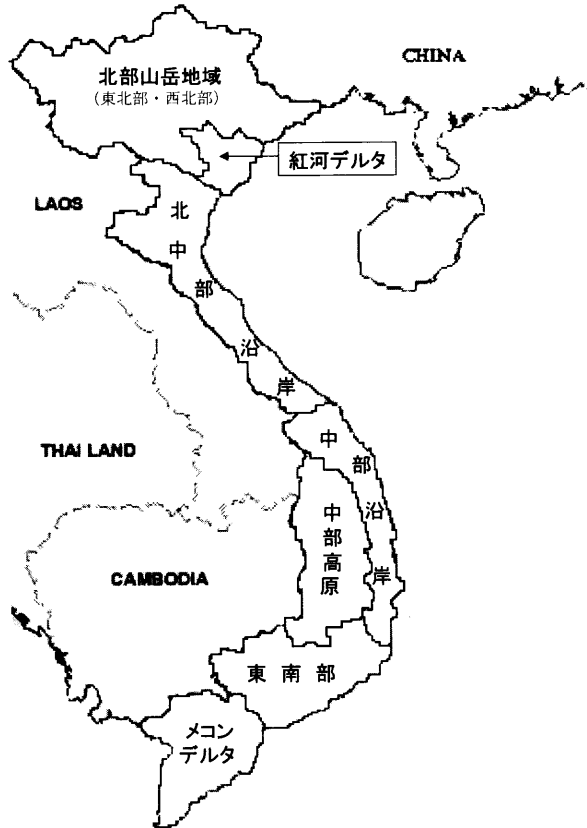 CHINA
北部山岳地域
（東北部・西北部）
紅河デルタ
LAOS
北中部沿岸
THAI LAND
中部沿岸
中部高原
CAMBODIA
東南部
メコン
デルタ